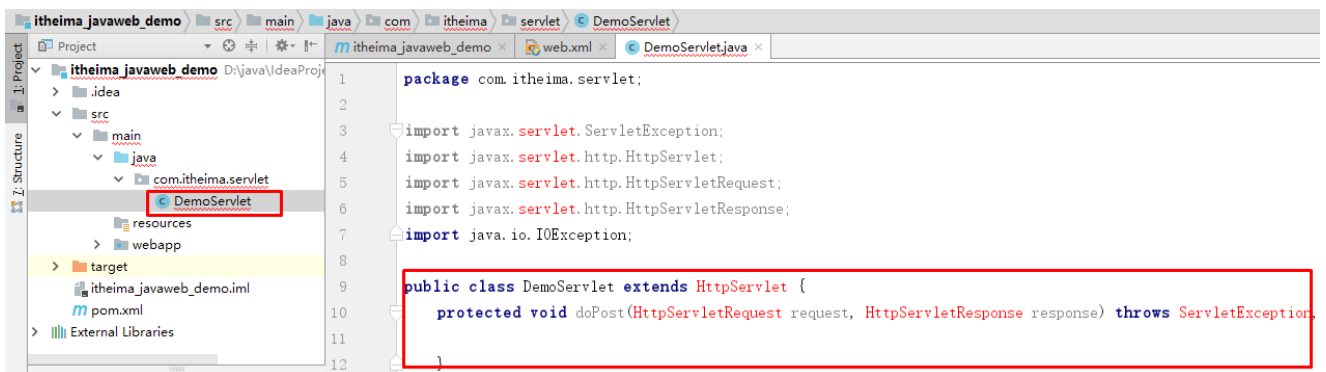 itheima_javaweb_demo src main java com itheima servlet DemoServlet
Project
itheima_javaweb_demo web.xml DemoServlet.java
1: Project
7: Structure
itheima_javaweb_demo D:\java\IdeaProje
.idea
src
main
java
com.itheima.servlet
DemoServlet
resources
webapp
target
itheima_javaweb_demo.iml
pom.xml
External Libraries
1 package com.itheima.servlet;
2
3 import javax.servlet.ServletException;
4 import javax.servlet.http.HttpServlet;
5 import javax.servlet.http.HttpServletRequest;
6 import javax.servlet.http.HttpServletResponse;
7 import java.io.IOException;
8
9 public class DemoServlet extends HttpServlet {
10 protected void doPost(HttpServletRequest request, HttpServletResponse response) throws ServletException,
11
12 }